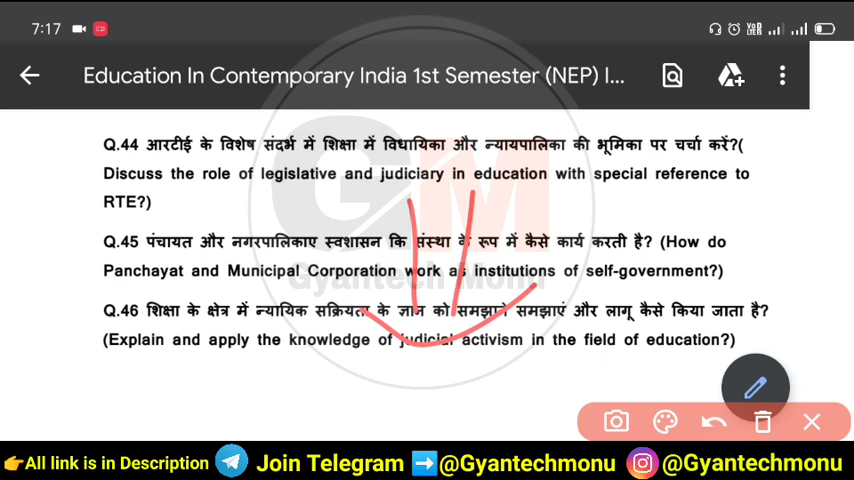 7:17
Education In Contemporary India 1st Semester (NEP) I...
Q.44 आरटीई के विशेष संदर्भ में शिक्षा में विधायिका और न्यायपालिका की भूमिका पर चर्चा करें?(
Discuss the role of legislative and judiciary in education with special reference to
RTE?)
Q.45 पंचायत और नगरपालिकाए स्वशासन कि संस्था के रूप में कैसे कार्य करती है? (How do
Panchayat and Municipal Corporation work as institutions of self-government?)
Q.46 शिक्षा के क्षेत्र में न्यायिक सक्रियता के ज्ञान को समझाने समझाएं और लागू कैसे किया जाता है?
(Explain and apply the knowledge of judicial activism in the field of education?)
GM
Gyantech Monu
All link is in Description Join Telegram @Gyantechmonu @Gyantechmonu